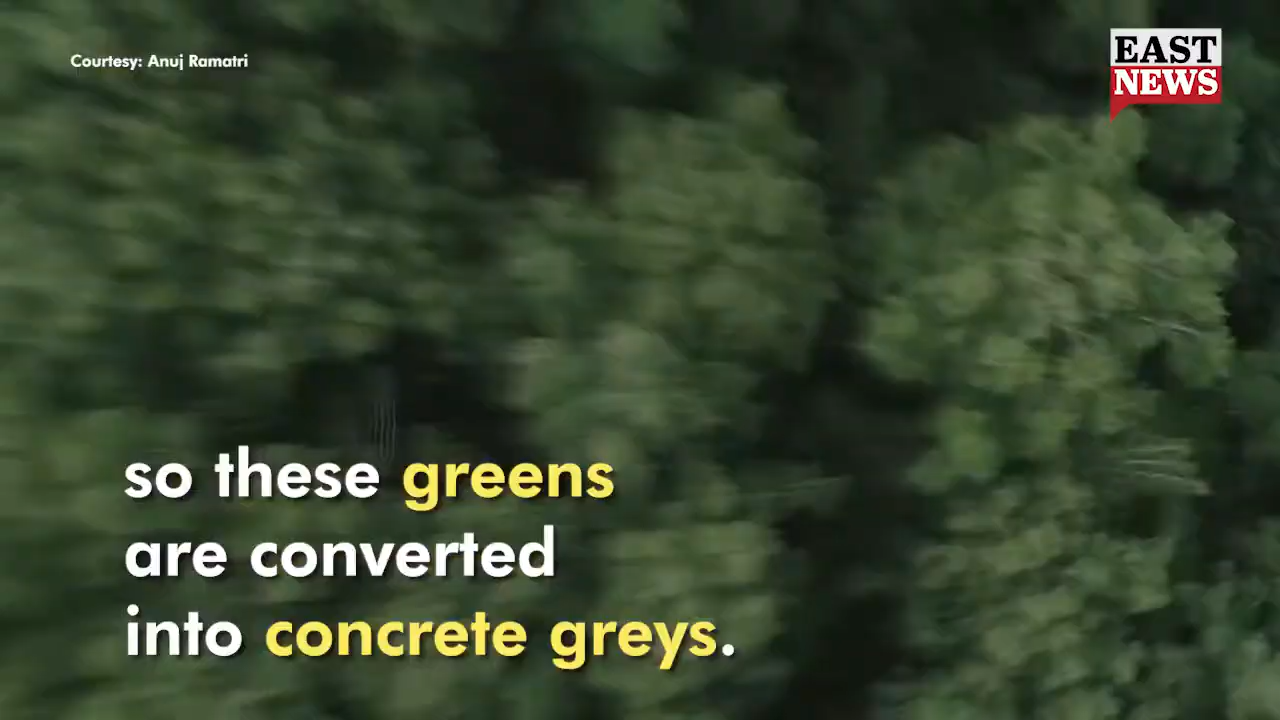 Courtesy: Anuj Ramatri
EAST
NEWS
so these greens
are converted
into concrete greys.